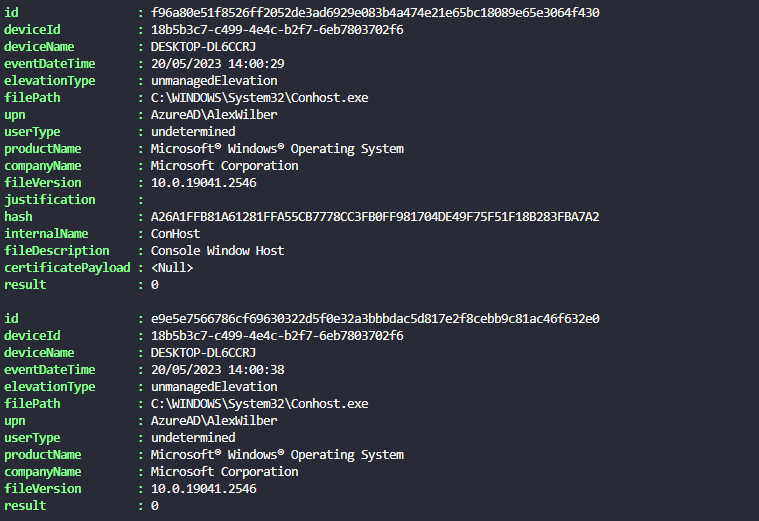 id                 : f96a80e51f8526ff2052de3ad6929e083b4a474e21e65bc18089e65e3064f430
deviceId           : 18b5b3c7-c499-4e4c-b2f7-6eb7803702f6
deviceName         : DESKTOP-DL6CCRJ
eventDateTime      : 20/05/2023 14:00:29
elevationType      : unmanagedElevation
filePath           : C:\WINDOWS\System32\Conhost.exe
upn                : AzureAD\AlexWilber
userType           : undetermined
productName        : Microsoft® Windows® Operating System
companyName        : Microsoft Corporation
fileVersion        : 10.0.19041.2546
justification      :
hash               : A26A1FFB81A61281FFA55CB7778CC3FB0FF981704DE49F75F51F18B283FBA7A2
internalName       : ConHost
fileDescription    : Console Window Host
certificatePayload : <Null>
result             : 0

id                 : e9e5e7566786cf69630322d5f0e32a3bbbdac5d817e2f8cebb9c81ac46f632e0
deviceId           : 18b5b3c7-c499-4e4c-b2f7-6eb7803702f6
deviceName         : DESKTOP-DL6CCRJ
eventDateTime      : 20/05/2023 14:00:38
elevationType      : unmanagedElevation
filePath           : C:\WINDOWS\System32\Conhost.exe
upn                : AzureAD\AlexWilber
userType           : undetermined
productName        : Microsoft® Windows® Operating System
companyName        : Microsoft Corporation
fileVersion        : 10.0.19041.2546
result             : 0